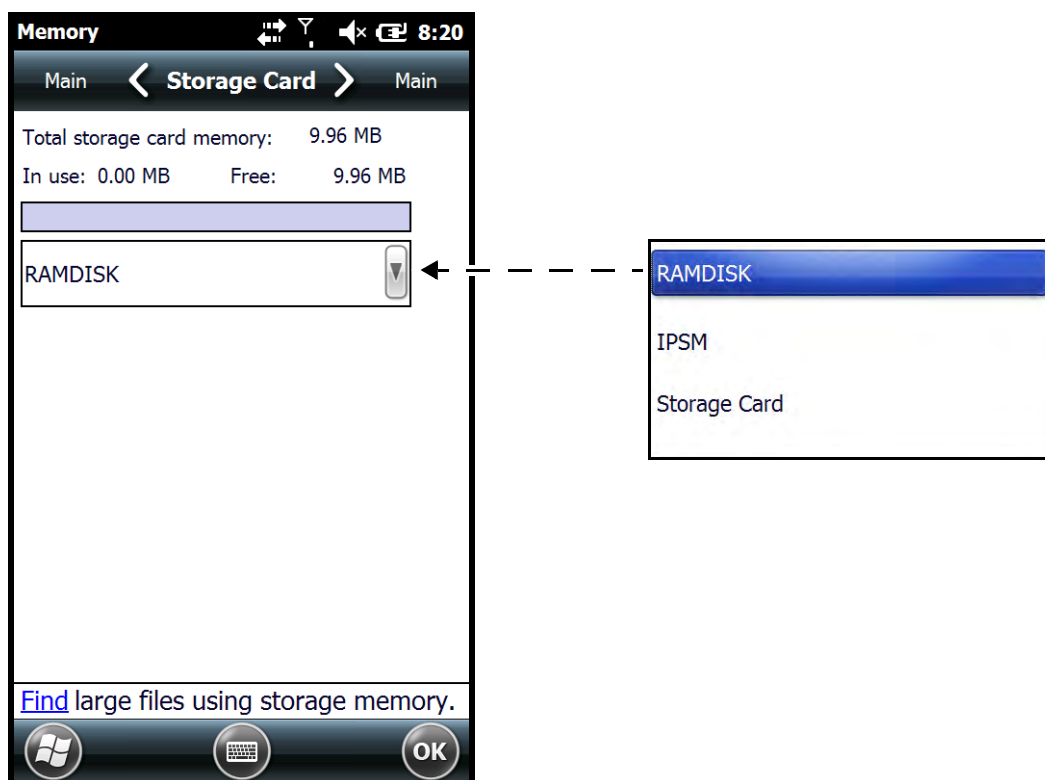 Memory 8:20
Main Storage Card Main
Total storage card memory: 9.96 MB
In use: 0.00 MB Free: 9.96 MB
RAMDISK
RAMDISK
IPSM
Storage Card
Find large files using storage memory.
OK